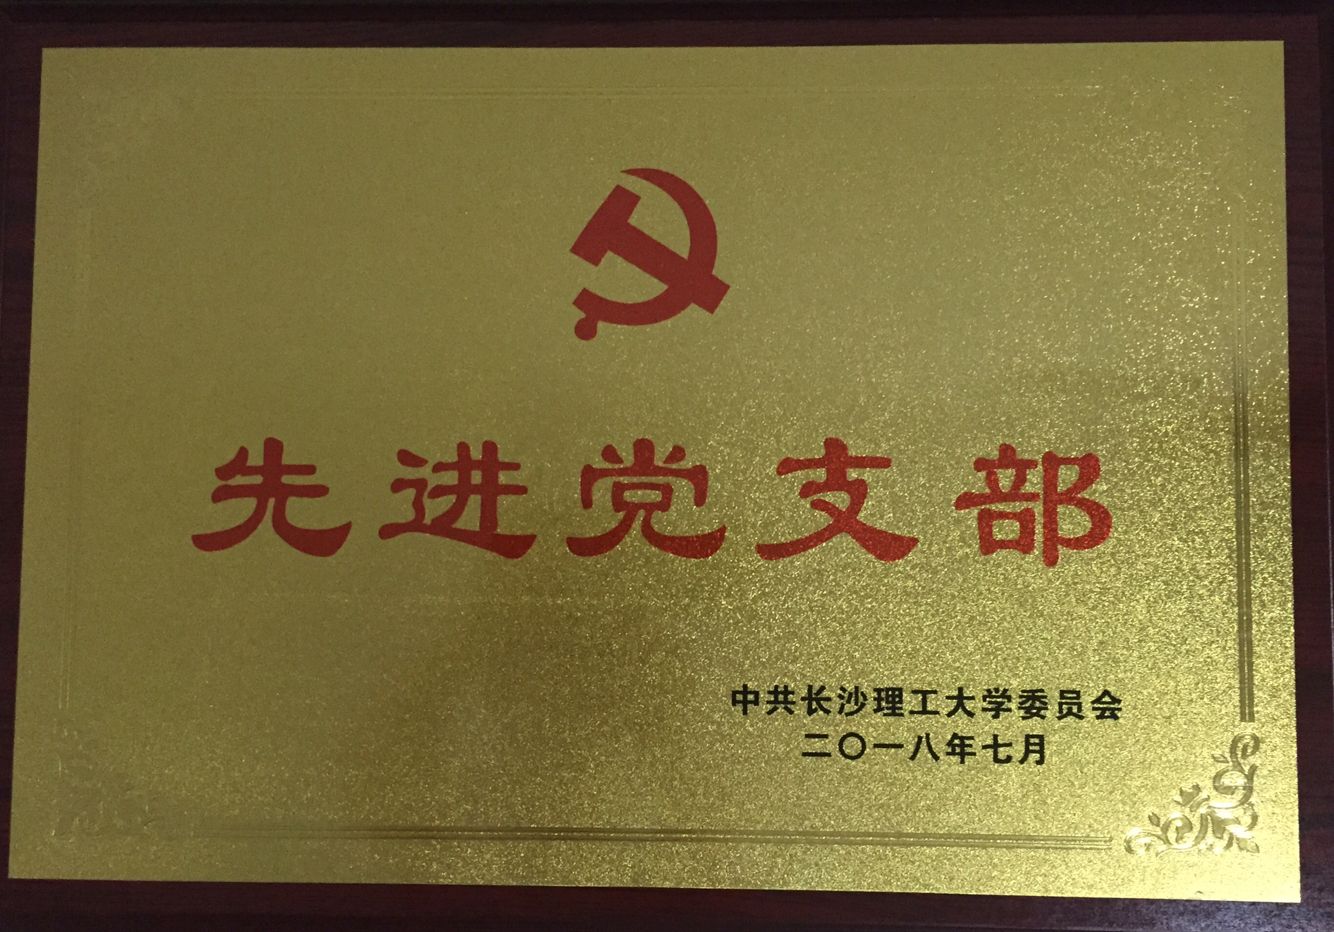 先进党支部
中共长沙理工大学委员会
二〇一八年七月